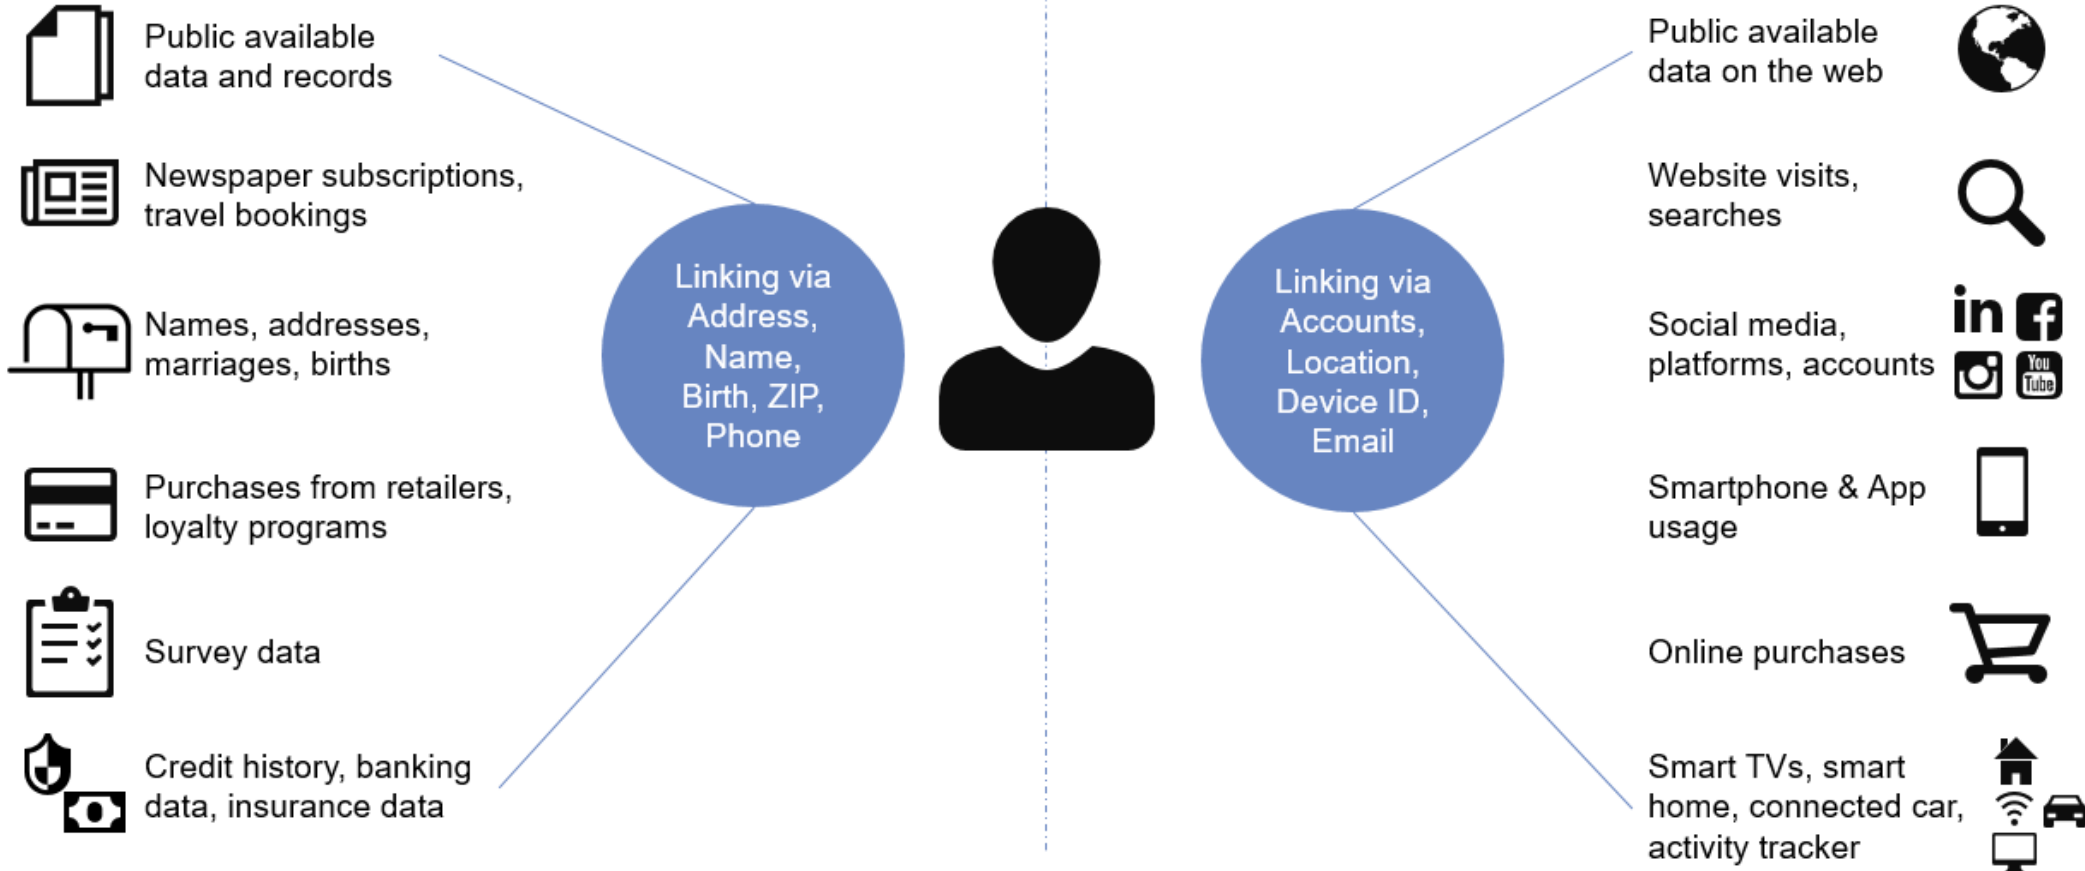 Public available
data and records
Newspaper subscriptions,
travel bookings
Names, addresses,
marriages, births
Purchases from retailers,
loyalty programs
Survey data
Credit history, banking
data, insurance data
Linking via
Address,
Name,
Birth, ZIP,
Phone
Linking via
Accounts,
Location,
Device ID,
Email
Public available
data on the web
Website visits,
searches
Social media,
platforms, accounts
in
f
You
Tube
Smartphone & App
usage
Online purchases
Smart TVs, smart
home, connected car,
activity tracker